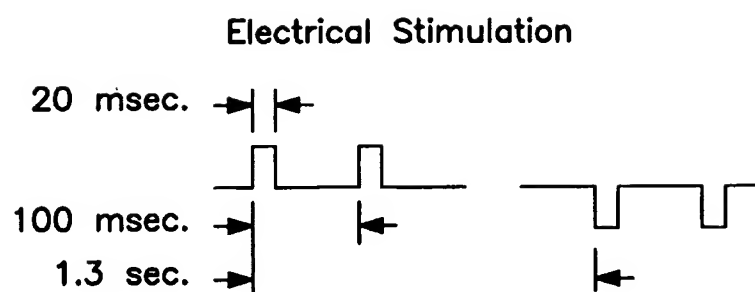 Electrical Stimulation
20 msec.
100 msec.
1.3 sec.